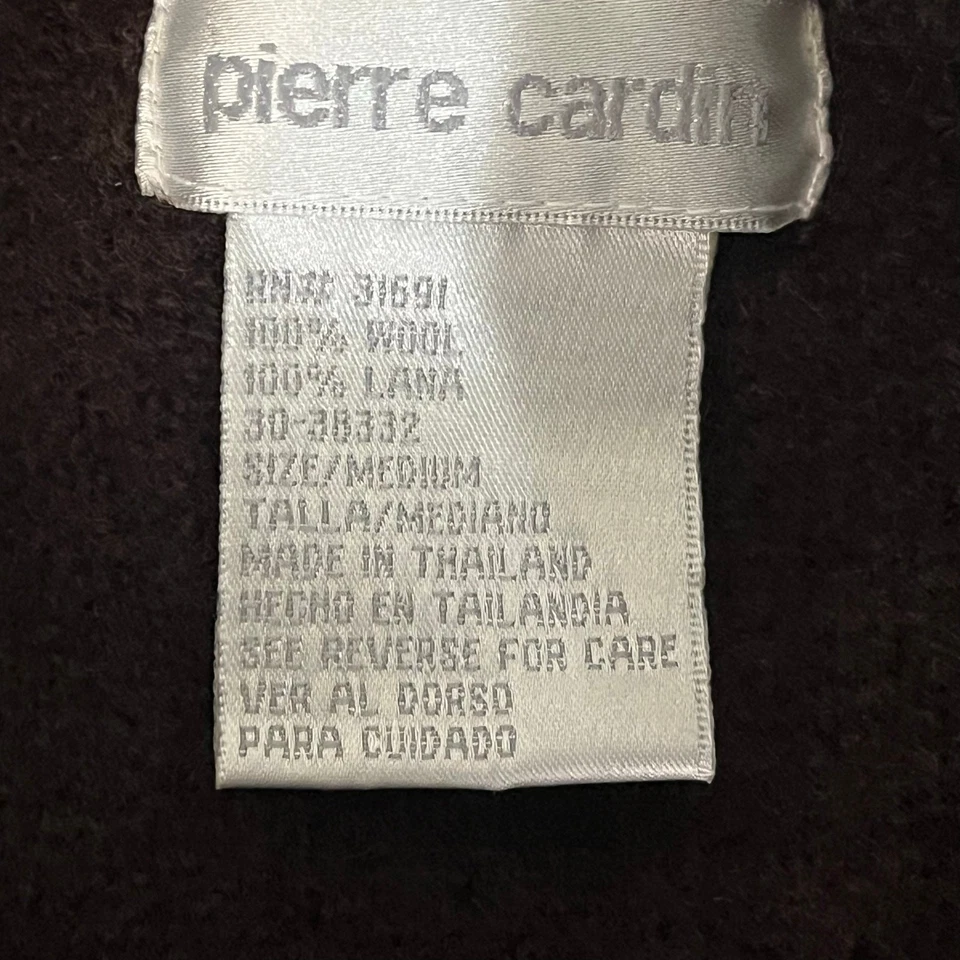 pierre cardin
RN# 31691
100% WOOL
100% LANA
30-38332
SIZE/MEDIUM
TALLA/MEDIANO
MADE IN THAILAND
HECHO EN TAILANDIA
SEE REVERSE FOR CARE
VER AL DORSO
PARA CUIDADO